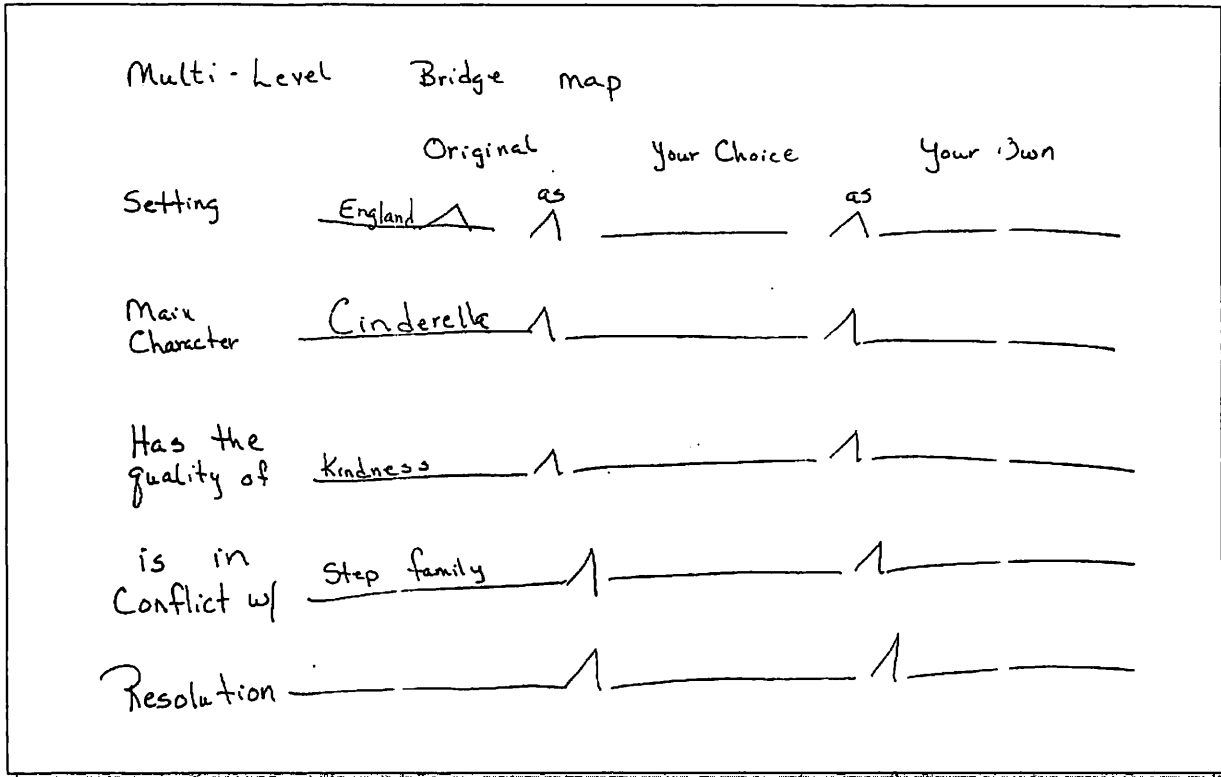 Multi-Level Bridge map
Original Your Choice Your Own
as as
Setting England
Main
Character Cinderella
Has the
quality of Kindness
is in
Conflict w/ Step family
Resolution